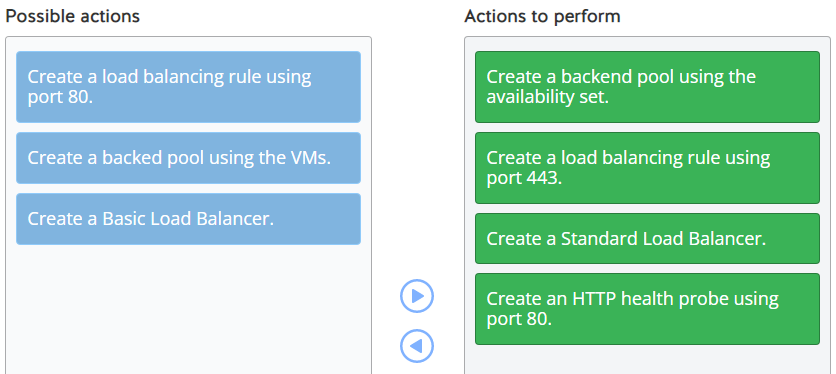 Possible actions
Create a load balancing rule using
port 80.
Create a backed pool using the VMs.
Create a Basic Load Balancer.
Actions to perform
Create a backend pool using the
availability set.
Create a load balancing rule using
port 443.
Create a Standard Load Balancer.
Create an HTTP health probe using
port 80.